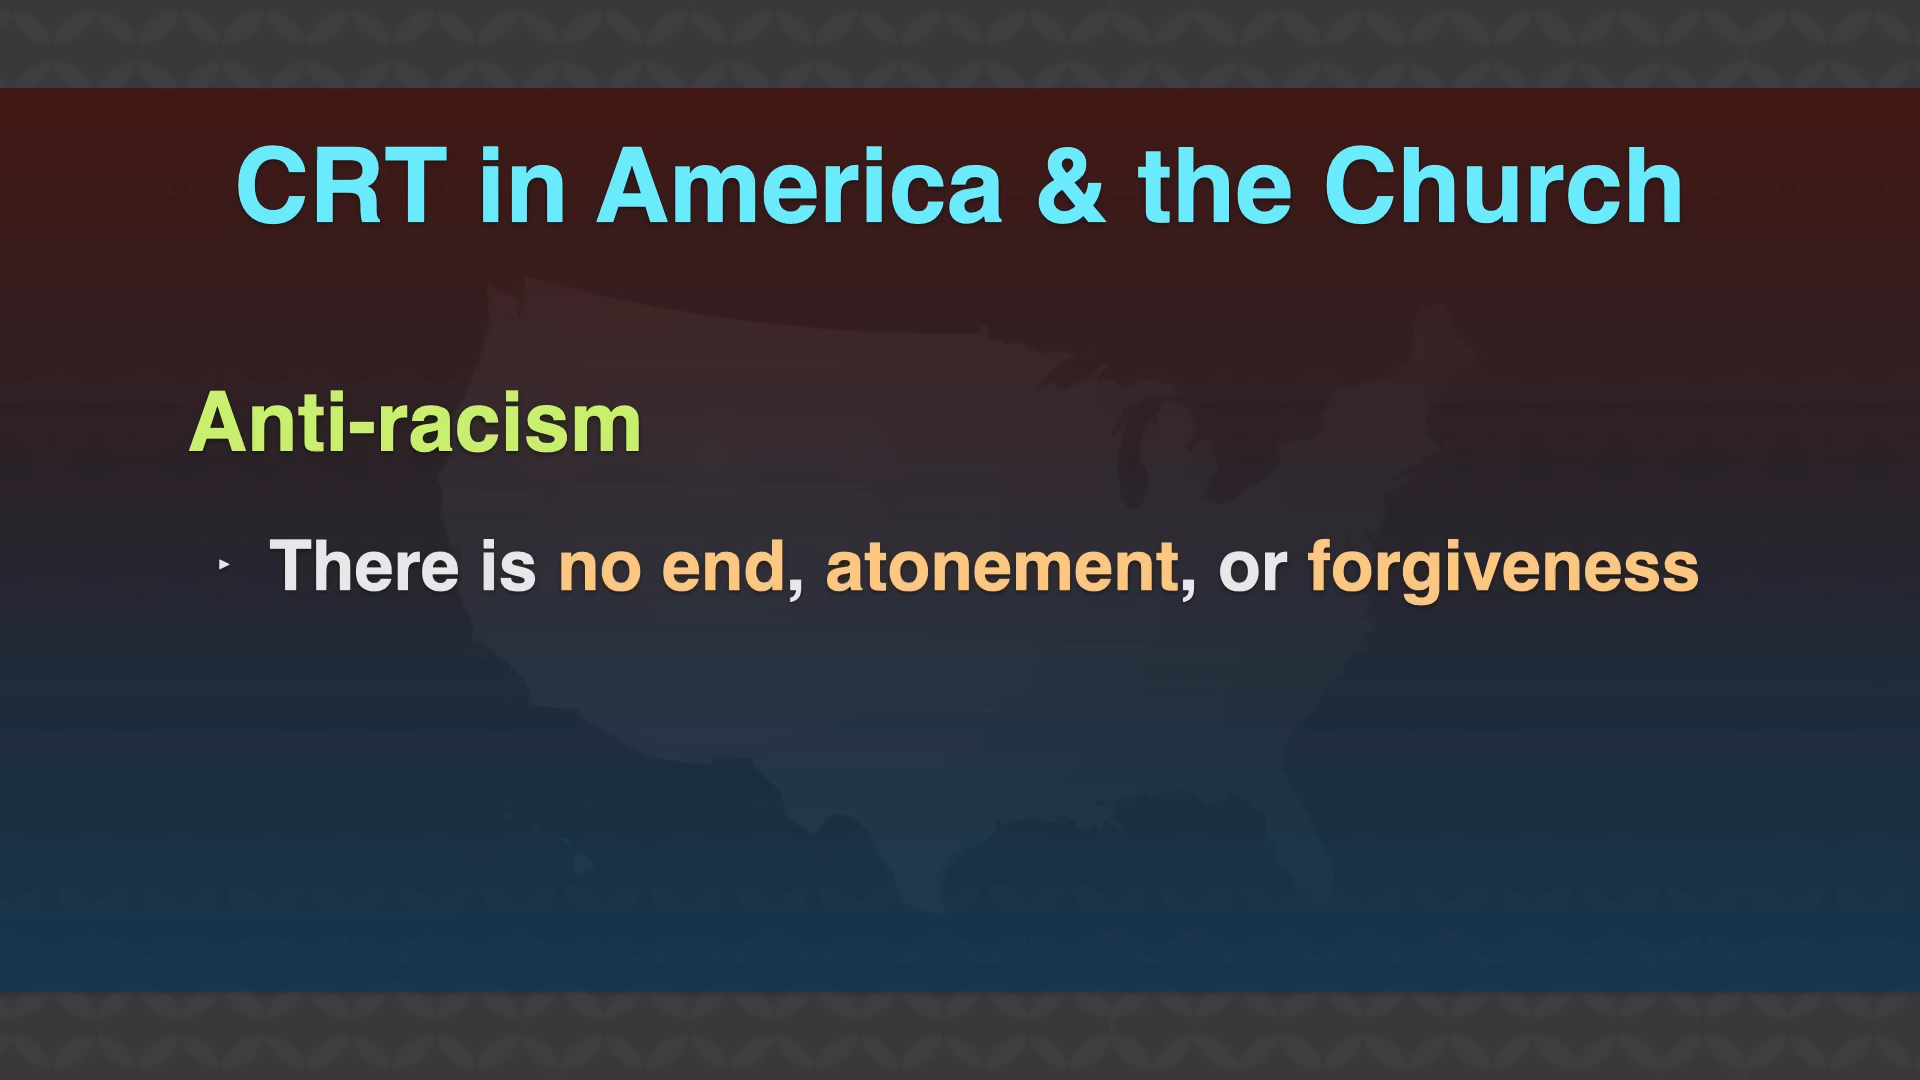 CRT in America & the Church
Anti-racism
‣ There is no end, atonement, or forgiveness